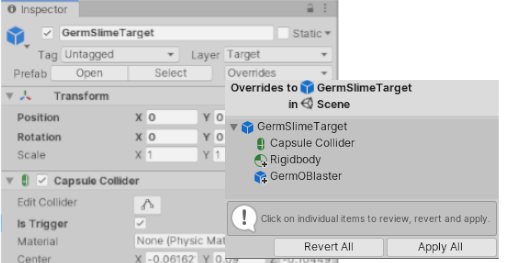 Inspector
GermSlimeTarget
Static
Tag Untagged Layer Target
Prefab Open Select Overrides
Transform
Position X 0 Y 0
Rotation X 0 Y 0
Scale X 1 Y 1
Capsule Collider
Edit Collider
Is Trigger
Material None (Physic Mat
Center X -0.06162 Y 0.09 Z -0.104495
Overrides to GermSlimeTarget
in Scene
GermSlimeTarget
Capsule Collider
Rigidbody
GermOBlaster
Click on individual items to review, revert and apply.
Revert All Apply All